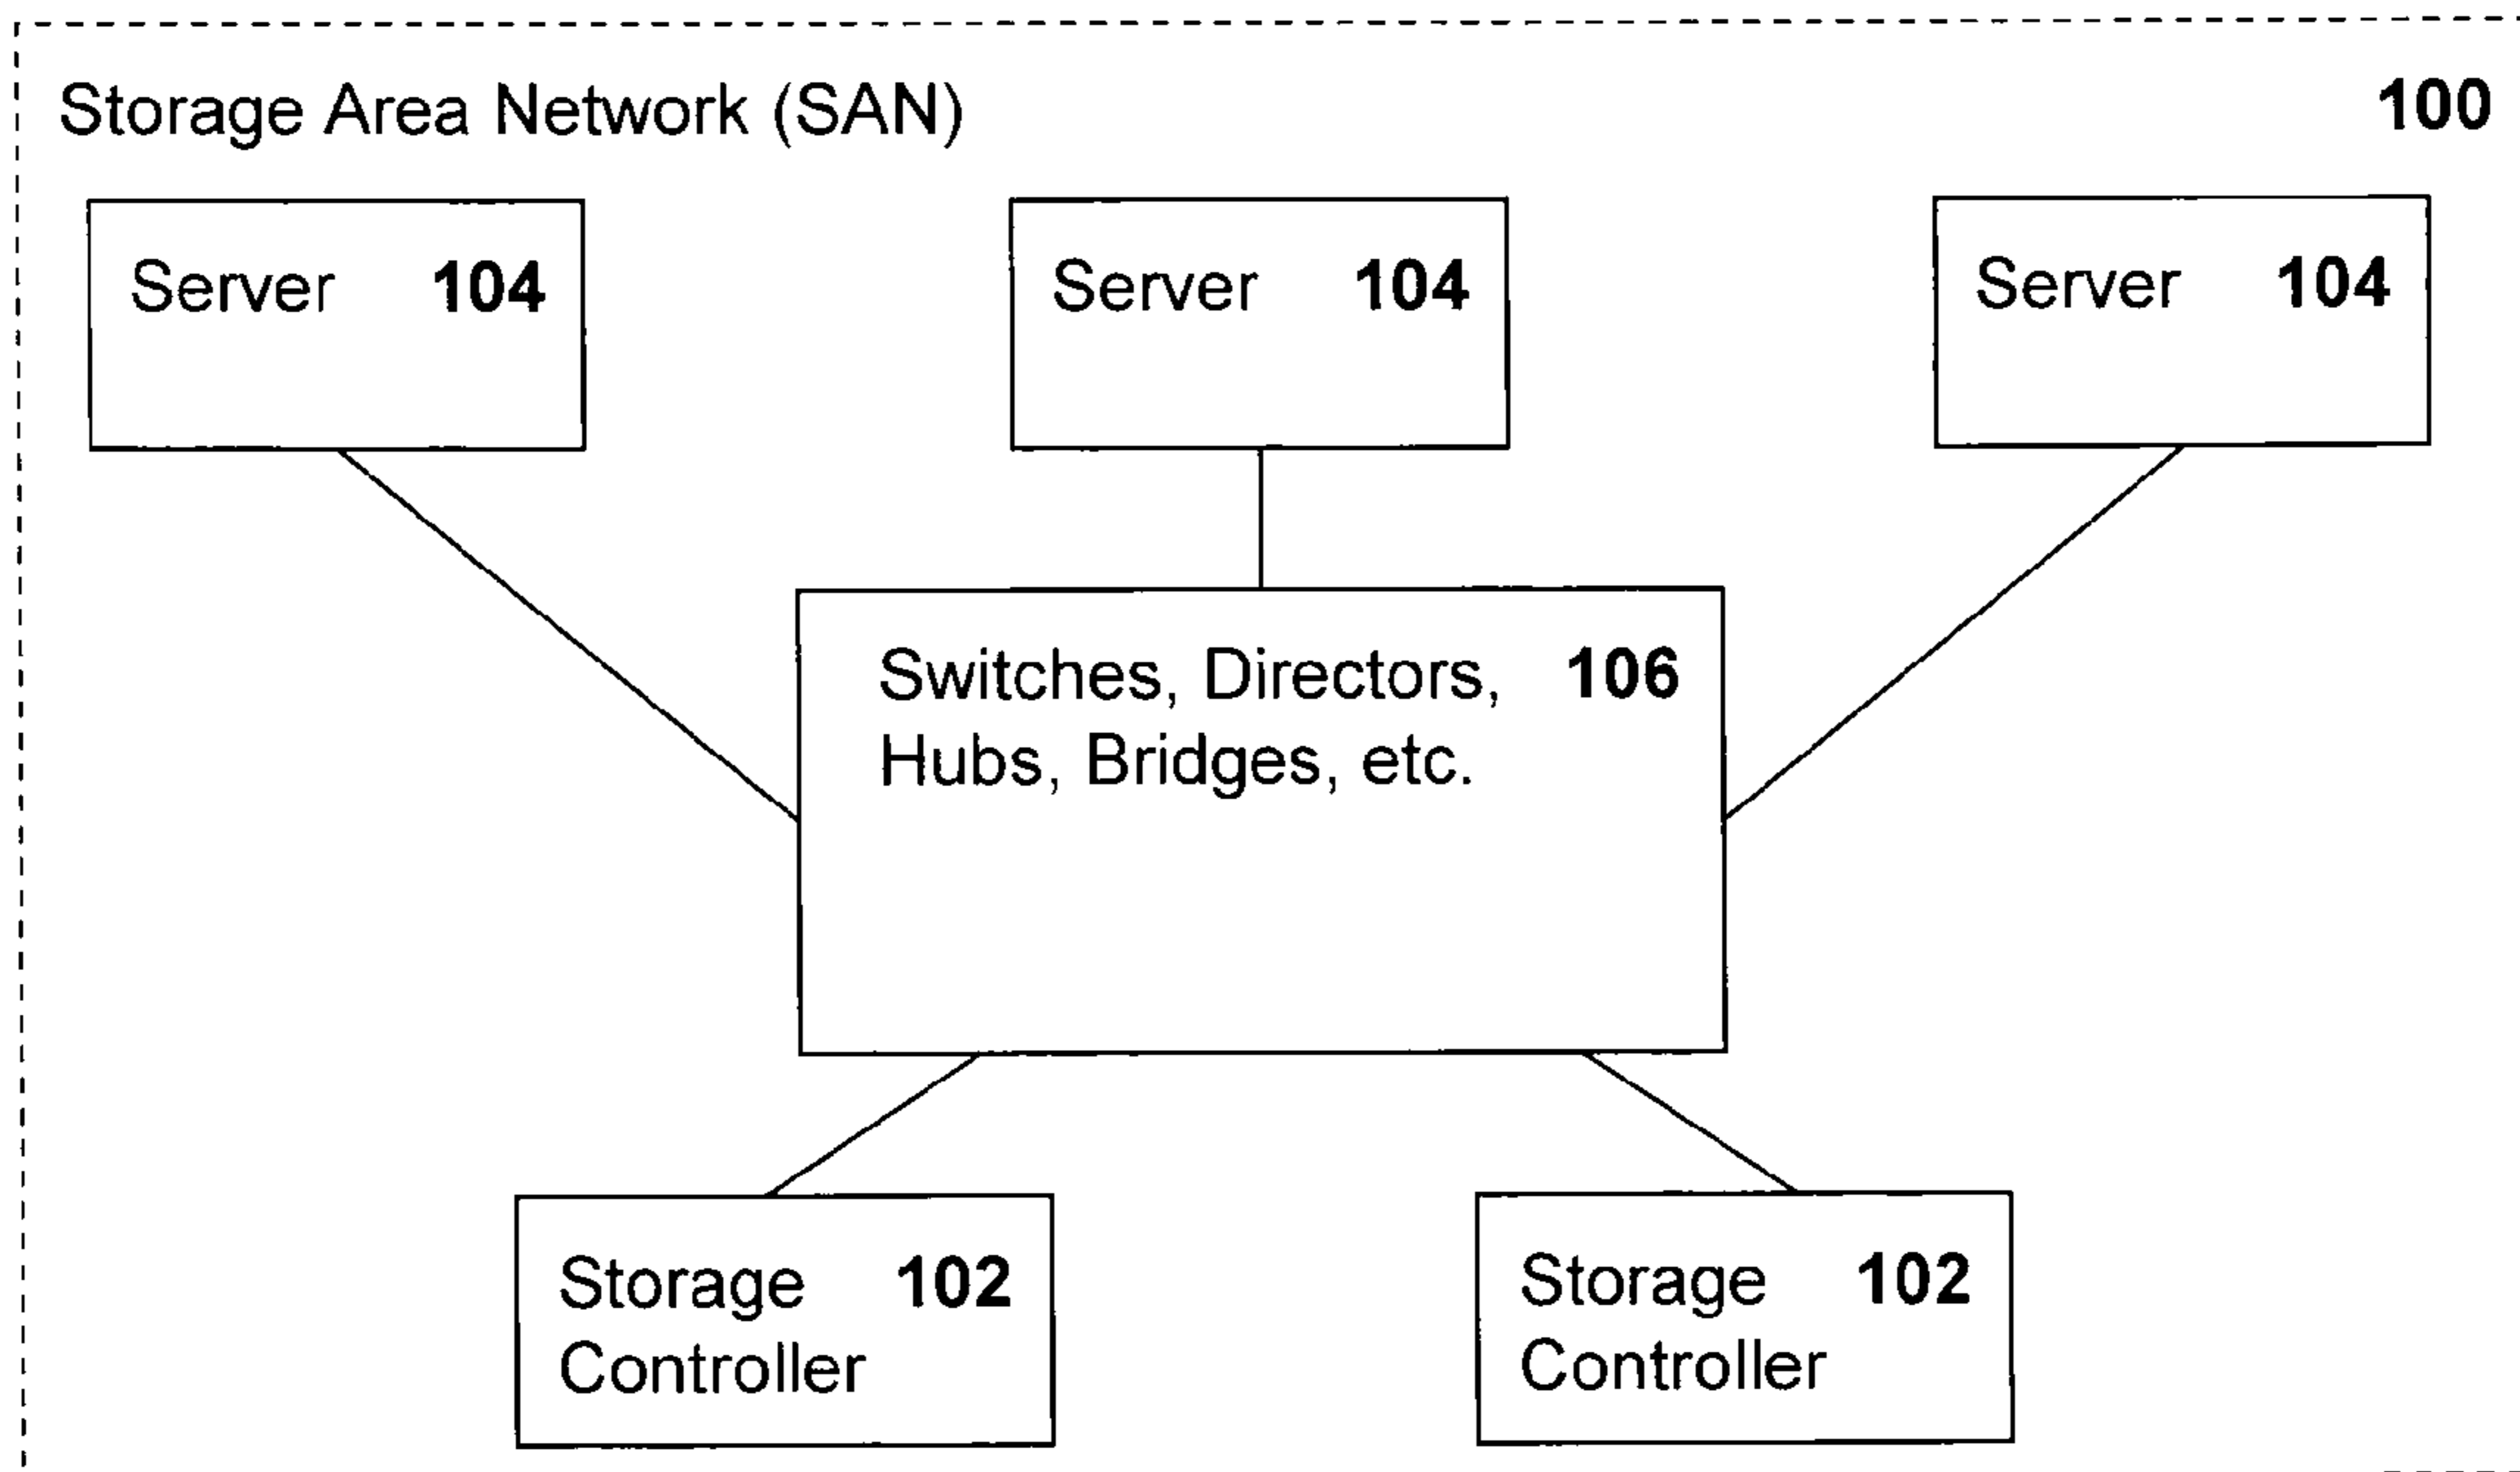 Storage Area Network (SAN) 100
Server 104
Server 104
Server 104
Switches, Directors, 106
Hubs, Bridges, etc.
Storage 102
Controller
Storage 102
Controller